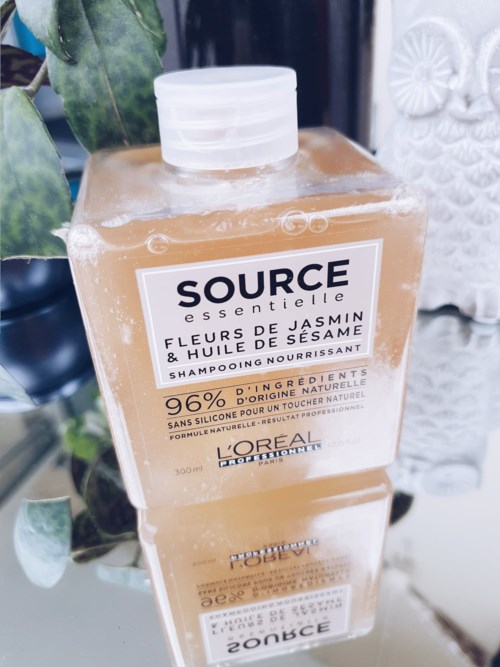 SOURCE
essentielle
FLEURS DE JASMIN
& HUILE DE SÉSAME
SHAMPOOING NOURRISSANT
96% D'INGRÉDIENTS
D'ORIGINE NATURELLE
SANS SILICONE POUR UN TOUCHER NATUREL
FORMULE NATURELLE - RÉSULTAT PROFESSIONNEL
L'ORÉAL
PROFESSIONNEL
PARIS
300 ml